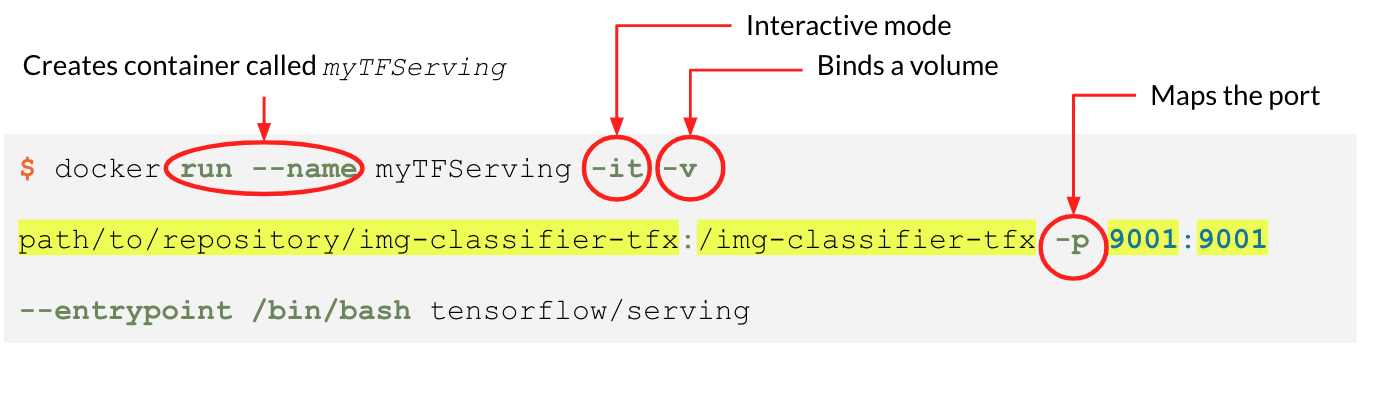 Interactive mode
Creates container called myTFServing
Binds a volume
Maps the port
$ docker run --name myTFServing -it -v
path/to/repository/img-classifier-tfx:/img-classifier-tfx -p 9001:9001
--entrypoint /bin/bash tensorflow/serving